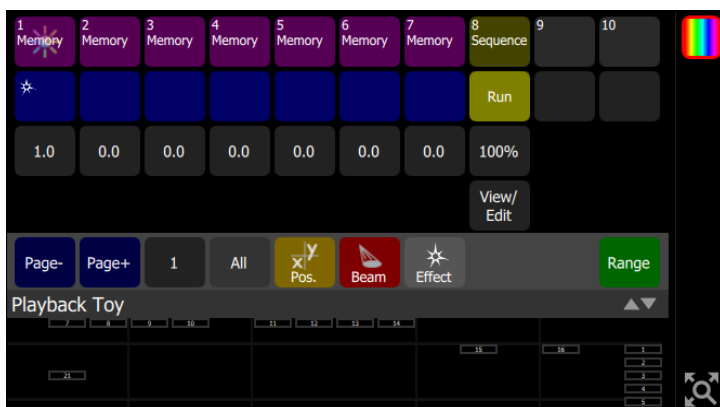 1 2 3 4 5 6 7 8 9 10
Memory Memory Memory Memory Memory Memory Memory Sequence
Run
1.0 0.0 0.0 0.0 0.0 0.0 0.0 100%
View/
Edit
Page- Page+ 1 All x y Pos. Beam Effect Range
Playback Toy
7 8 9 10 11 12 13 14
15 16 1
2
21 3
4
5